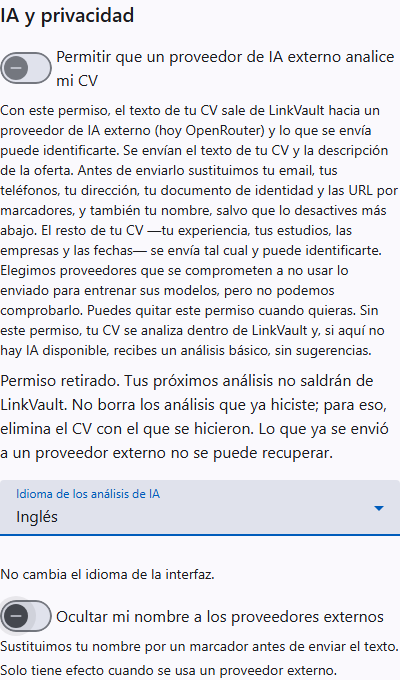 IA y privacidad
Permitir que un proveedor de IA externo analice
mi CV
Con este permiso, el texto de tu CV sale de LinkVault hacia un
proveedor de IA externo (hoy OpenRouter) y lo que se envía
puede identificarte. Se envían el texto de tu CV y la descripción
de la oferta. Antes de enviarlo sustituimos tu email, tus
teléfonos, tu dirección, tu documento de identidad y las URL por
marcadores, y también tu nombre, salvo que lo desactives más
abajo. El resto de tu CV —tu experiencia, tus estudios, las
empresas y las fechas— se envía tal cual y puede identificarte.
Elegimos proveedores que se comprometen a no usar lo
enviado para entrenar sus modelos, pero no podemos
comprobarlo. Puedes quitar este permiso cuando quieras. Sin
este permiso, tu CV se analiza dentro de LinkVault y, si aquí no
hay IA disponible, recibes un análisis básico, sin sugerencias.
Permiso retirado. Tus próximos análisis no saldrán de
LinkVault. No borra los análisis que ya hiciste; para eso,
elimina el CV con el que se hicieron. Lo que ya se envió
a un proveedor externo no se puede recuperar.
Idioma de los análisis de IA
Inglés
No cambia el idioma de la interfaz.
Ocultar mi nombre a los proveedores externos
Sustituimos tu nombre por un marcador antes de enviar el texto.
Solo tiene efecto cuando se usa un proveedor externo.